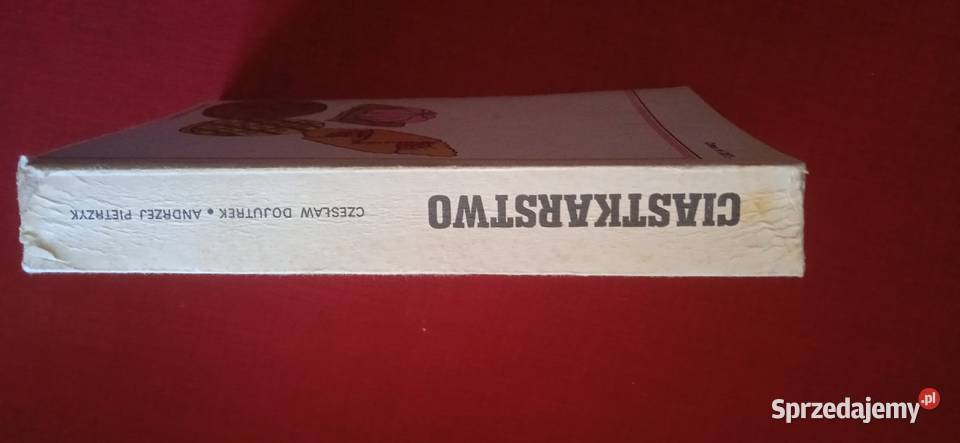 CIASTKARSTWO
CZESŁAW DOJUTREK • ANDRZEJ PIETRZYK
Sprzedajemy.pl